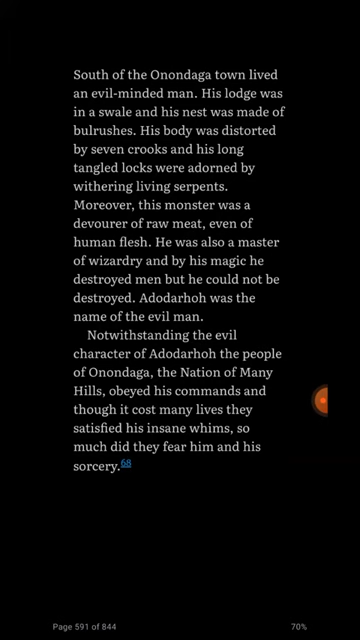 South of the Onondaga town lived
an evil-minded man. His lodge was
in a swale and his nest was made of
bulrushes. His body was distorted
by seven crooks and his long
tangled locks were adorned by
withering living serpents.
Moreover, this monster was a
devourer of raw meat, even of
human flesh. He was also a master
of wizardry and by his magic he
destroyed men but he could not be
destroyed. Adodarhoh was the
name of the evil man.
Notwithstanding the evil
character of Adodarhoh the people
of Onondaga, the Nation of Many
Hills, obeyed his commands and
though it cost many lives they
satisfied his insane whims, so
much did they fear him and his
sorcery.68
Page 591 of 844
70%